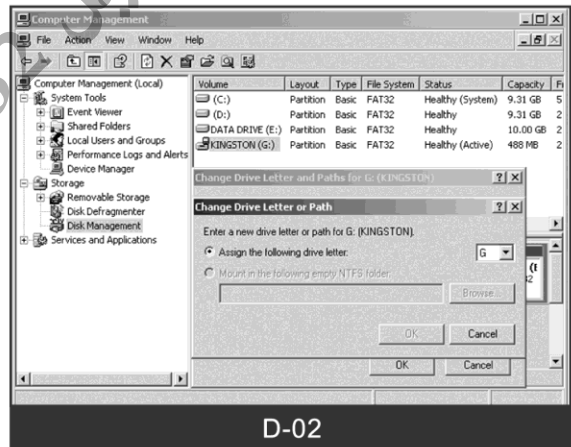 Computer Management
File Action View Window Help
Computer Management (Local)
System Tools
Event Viewer
Shared Folders
Local Users and Groups
Performance Logs and Alerts
Device Manager
Storage
Removable Storage
Disk Defragmenter
Disk Management
Services and Applications
Volume Layout Type File System Status Capacity
(C:) Partition Basic FAT32 Healthy (System) 9.31 GB 5
(D:) Partition Basic FAT32 Healthy 9.31 GB 2
DATA DRIVE (E:) Partition Basic FAT32 Healthy 10.00 GB 2
KINGSTON (G:) Partition Basic FAT32 Healthy (Active) 488 MB 2
Change Drive Letter and Paths for G: (KINGSTON)
Change Drive Letter or Path
Enter a new drive letter or path for G: (KINGSTON).
Assign the following drive letter: G
Mount in the following empty NTFS folder:
Browse...
OK Cancel
OK Cancel
D-02